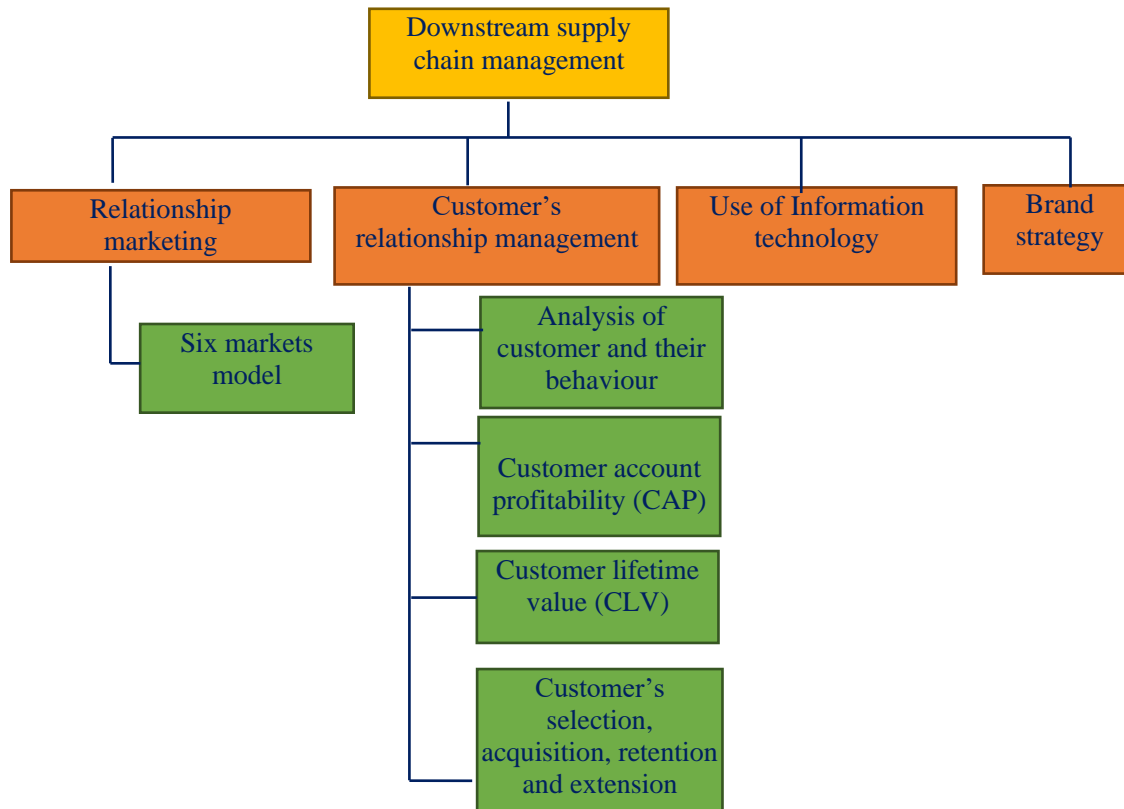 Downstream supply
chain management
Relationship
marketing
Customer’s
relationship management
Use of Information
technology
Brand
strategy
Six markets
model
Analysis of
customer and their
behaviour
Customer account
profitability (CAP)
Customer lifetime
value (CLV)
Customer’s
selection,
acquisition, retention
and extension